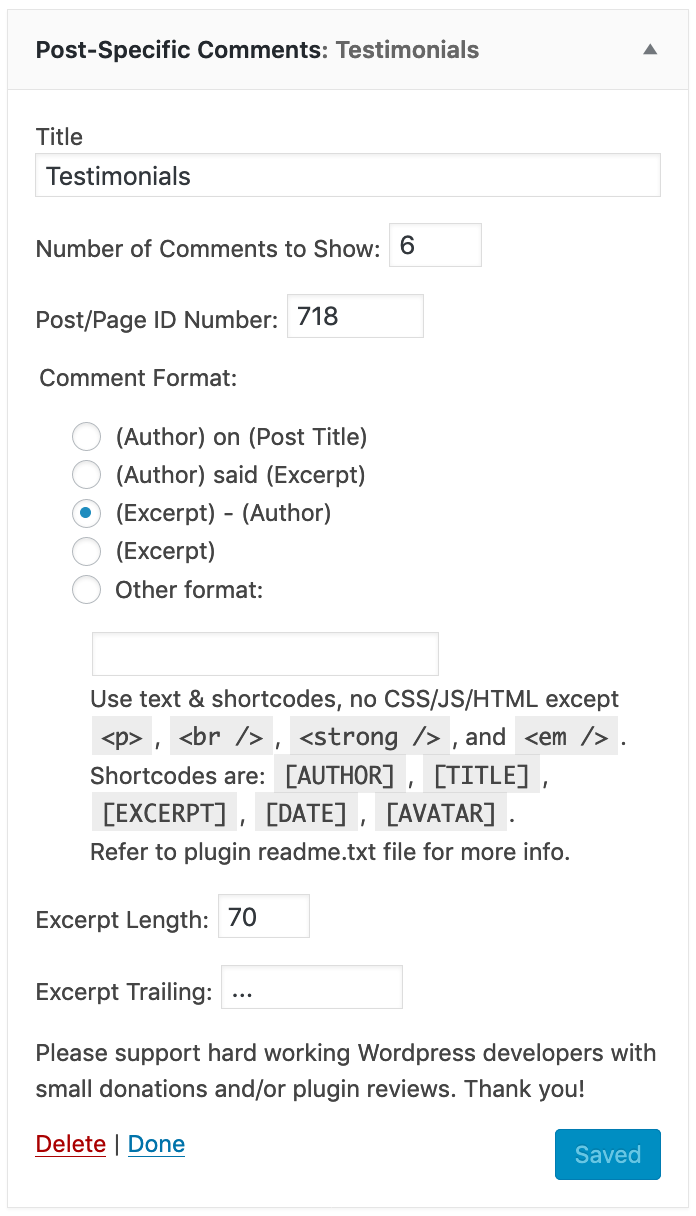 Post-Specific Comments: Testimonials
Title
Testimonials
Number of Comments to Show: 6
Post/Page ID Number: 718
Comment Format:
(Author) on (Post Title)
(Author) said (Excerpt)
(Excerpt) - (Author)
(Excerpt)
Other format:
Use text & shortcodes, no CSS/JS/HTML except
<p> , <br /> , <strong /> , and <em /> .
Shortcodes are: [AUTHOR] , [TITLE] ,
[EXCERPT] , [DATE] , [AVATAR] .
Refer to plugin readme.txt file for more info.
Excerpt Length: 70
Excerpt Trailing: ...
Please support hard working Wordpress developers with
small donations and/or plugin reviews. Thank you!
Delete | Done
Saved